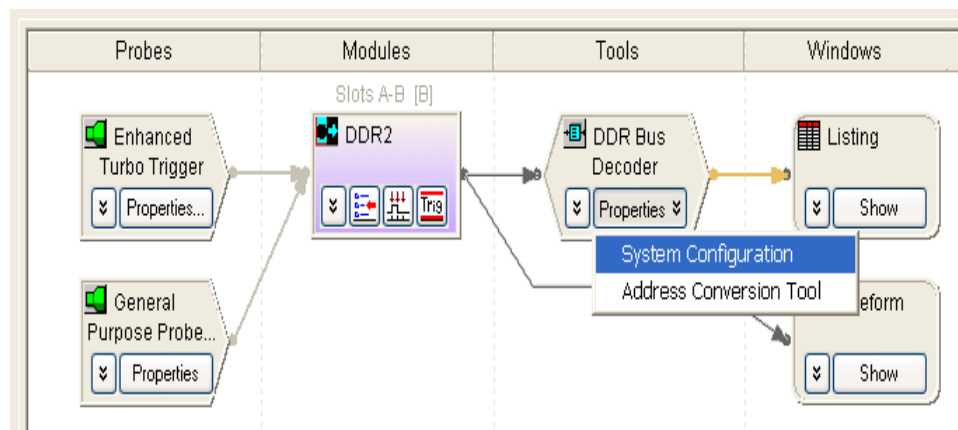 Probes
Modules
Tools
Windows
Slots A-B [B]
Enhanced
Turbo Trigger
Properties...
DDR2
Trig
DDR Bus
Decoder
Properties
Listing
Show
System Configuration
Address Conversion Tool
General
Purpose Probe...
Properties
eform
Show